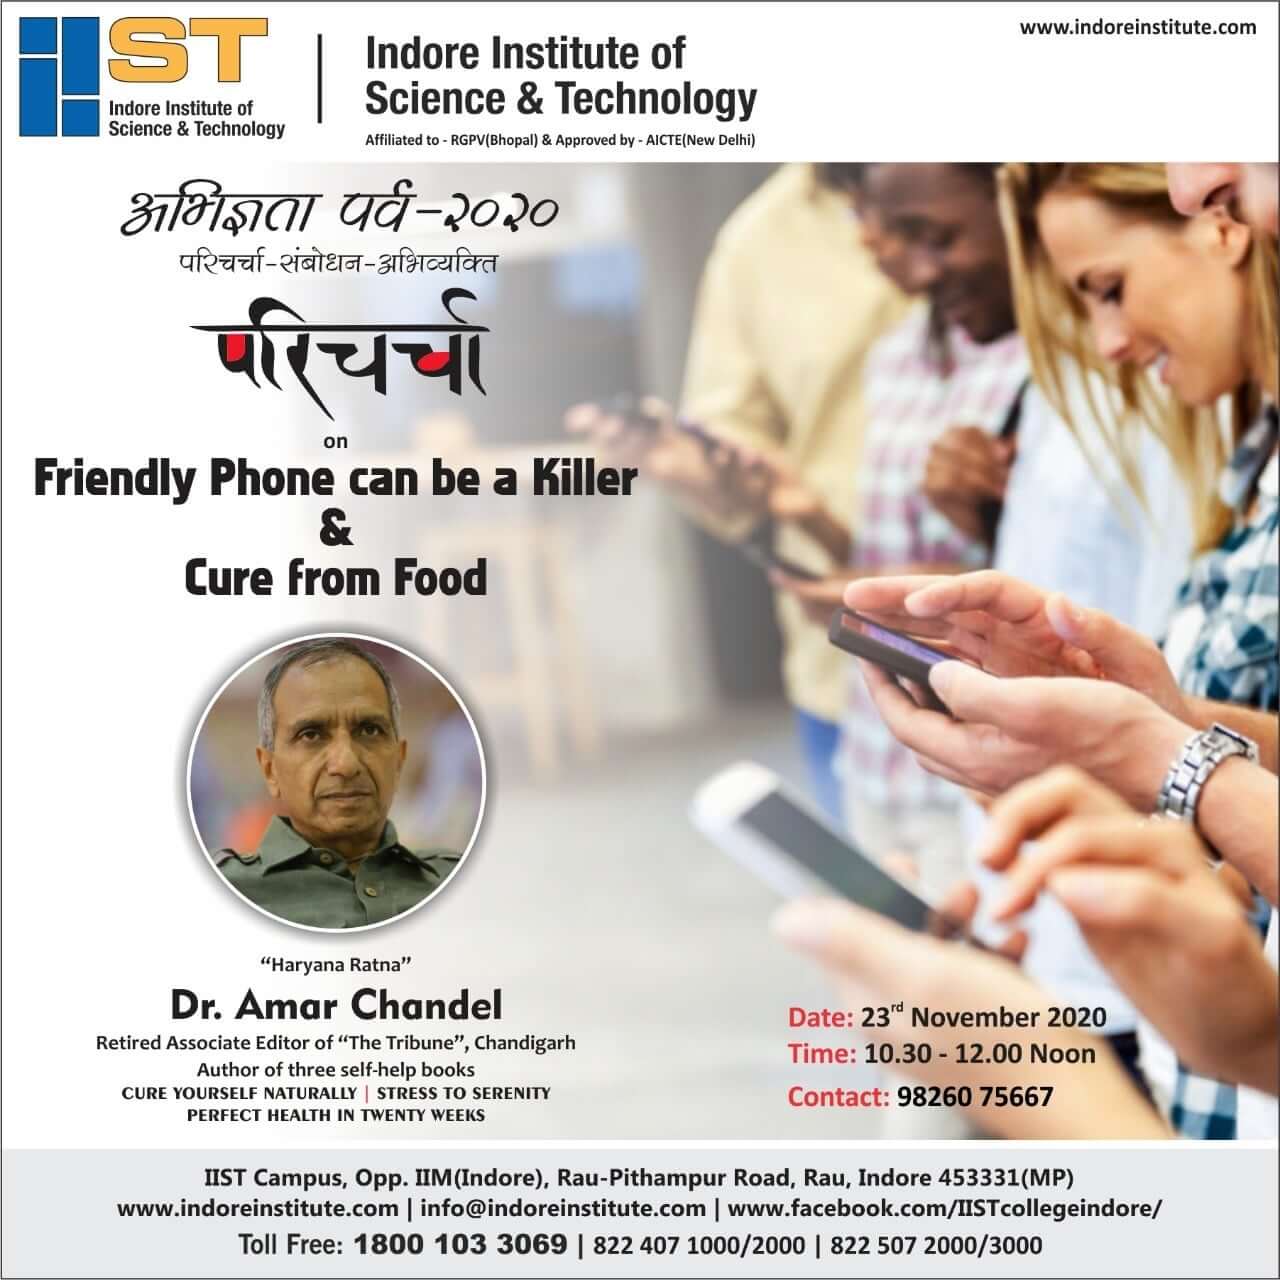 www.indoreinstitute.com
IIST
Indore Institute of
Science & Technology
Indore Institute of
Science & Technology
Affiliated to - RGPV(Bhopal) & Approved by - AICTE(New Delhi)
अभिज्ञता पर्व-२०२०
परिचर्चा-संबोधन-अभिव्यक्ति
परिचर्चा
on
Friendly Phone can be a Killer
&
Cure from Food
“Haryana Ratna”
Dr. Amar Chandel
Retired Associate Editor of “The Tribune”, Chandigarh
Author of three self-help books
CURE YOURSELF NATURALLY | STRESS TO SERENITY
PERFECT HEALTH IN TWENTY WEEKS
Date: 23rd November 2020
Time: 10.30 - 12.00 Noon
Contact: 98260 75667
IIST Campus, Opp. IIM(Indore), Rau-Pithampur Road, Rau, Indore 453331(MP)
www.indoreinstitute.com | info@indoreinstitute.com | www.facebook.com/IISTcollegeindore/
Toll Free: 1800 103 3069 | 822 407 1000/2000 | 822 507 2000/3000